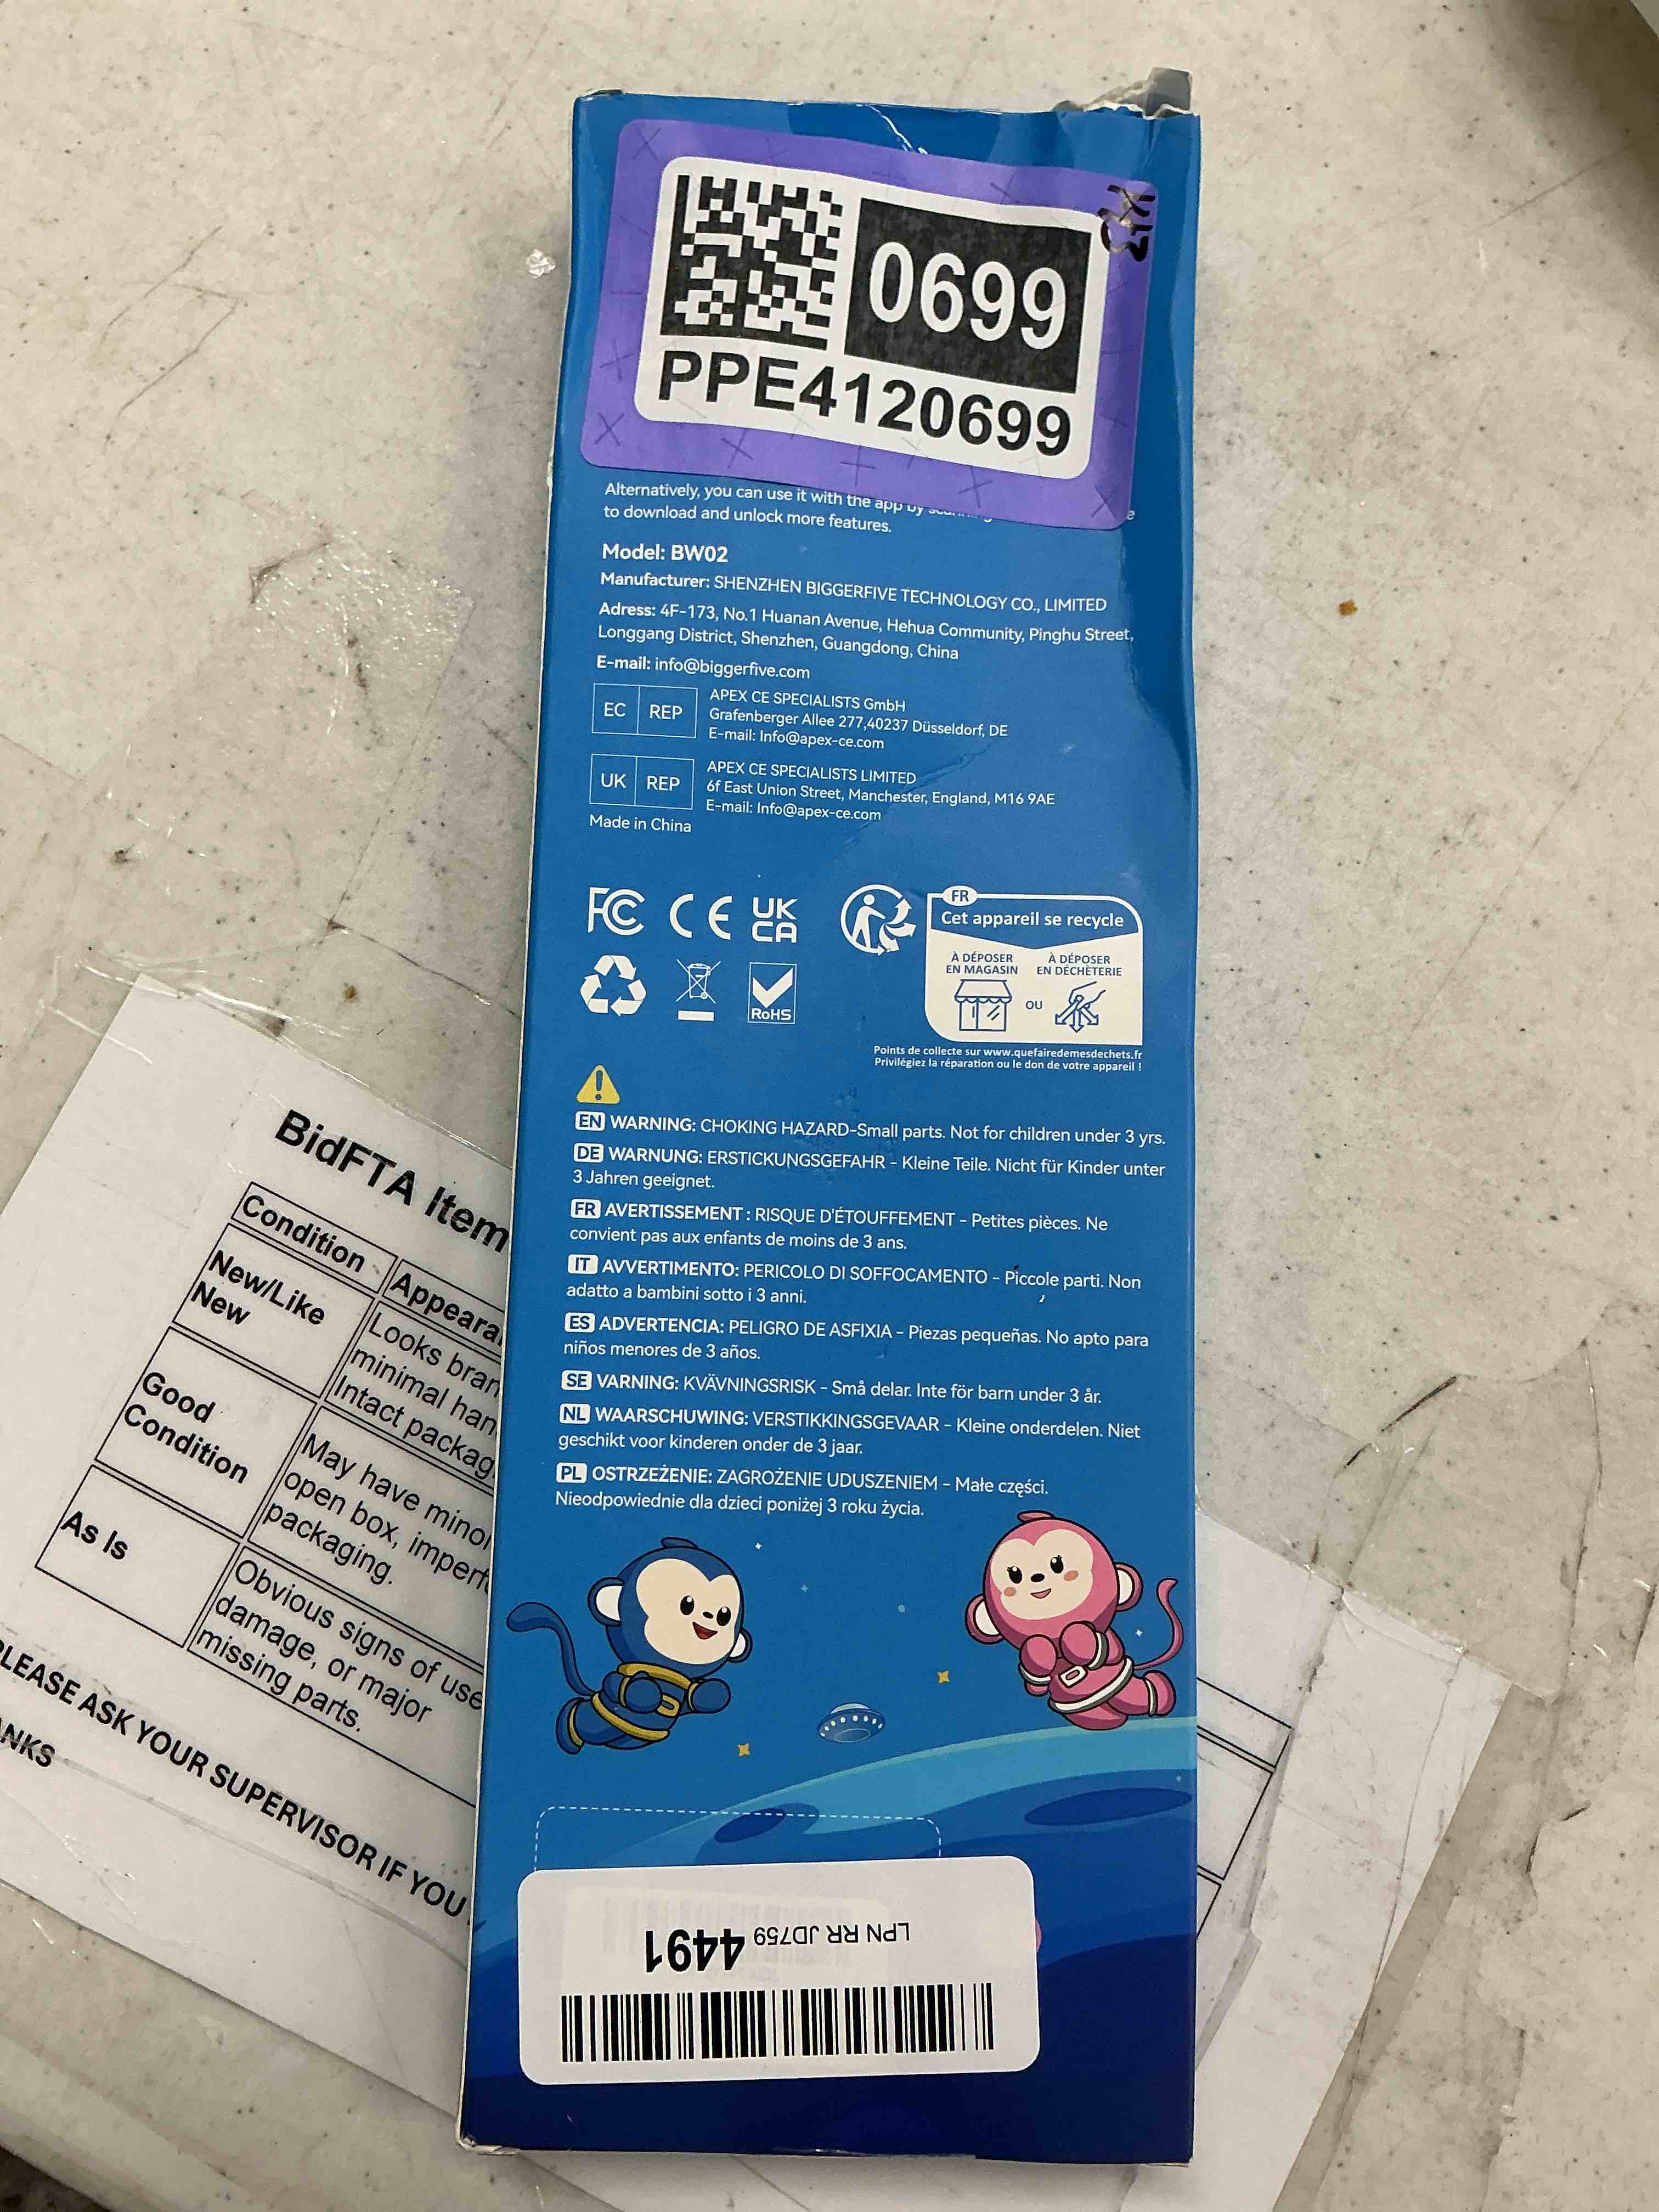 0699
PPE4120699
Alternatively, you can use it with the app by
to download and unlock more features.
Model: BW02
Manufacturer: SHENZHEN BIGGERFIVE TECHNOLOGY CO., LIMITED
Adress: 4F-173, No.1 Huanan Avenue, Hehua Community, Pinghu Street,
Longgang District, Shenzhen, Guangdong, China
E-mail: info@biggerfive.com
EC REP
APEX CE SPECIALISTS GmbH
Grafenberger Allee 277,40237 Düsseldorf, DE
E-mail: Info@apex-ce.com
UK REP
APEX CE SPECIALISTS LIMITED
6f East Union Street, Manchester, England, M16 9AE
E-mail: Info@apex-ce.com
Made in China
FC CE UK
CA
RoHS
FR
Cet appareil se recycle
À DÉPOSER
EN MAGASIN
OU
À DÉPOSER
EN DÉCHÈTERIE
Points de collecte sur www.quefairedemesdechets.fr
Privilégiez la réparation ou le don de votre appareil !
EN WARNING: CHOKING HAZARD-Small parts. Not for children under 3 yrs.
DE WARNUNG: ERSTICKUNGSGEFAHR - Kleine Teile. Nicht für Kinder unter
3 Jahren geeignet.
FR AVERTISSEMENT : RISQUE D'ÉTOUFFEMENT - Petites pièces. Ne
convient pas aux enfants de moins de 3 ans.
IT AVVERTIMENTO: PERICOLO DI SOFFOCAMENTO - Piccole parti. Non
adatto a bambini sotto i 3 anni.
ES ADVERTENCIA: PELIGRO DE ASFIXIA - Piezas pequeñas. No apto para
niños menores de 3 años.
SE VARNING: KVÄVNINGSRISK - Små delar. Inte för barn under 3 år.
NL WAARSCHUWING: VERSTIKKINGSGEVAAR - Kleine onderdelen. Niet
geschikt voor kinderen onder de 3 jaar.
PL OSTRZEŻENIE: ZAGROŻENIE UDUSZENIEM - Małe części.
Nieodpowiednie dla dzieci poniżej 3 roku życia.
LPN RR JD759 4491
BidFTA Item
Condition
Appeara
New/Like
New
Looks bran
minimal han
Intact packag
Good
Condition
May have minor
open box, imperf
packaging.
As Is
Obvious signs of use
damage, or major
missing parts.
PLEASE ASK YOUR SUPERVISOR IF YOU
ANKS